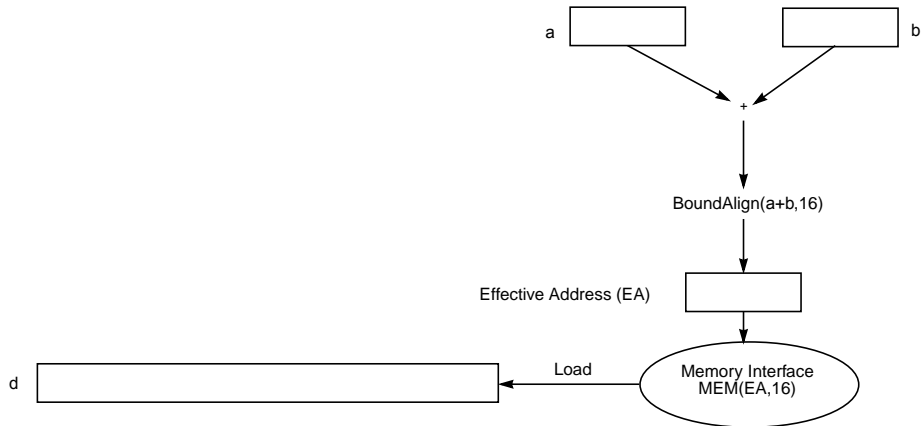 a
b
+
BoundAlign(a+b,16)
Effective Address (EA)
Memory Interface
MEM(EA,16)
Load
d